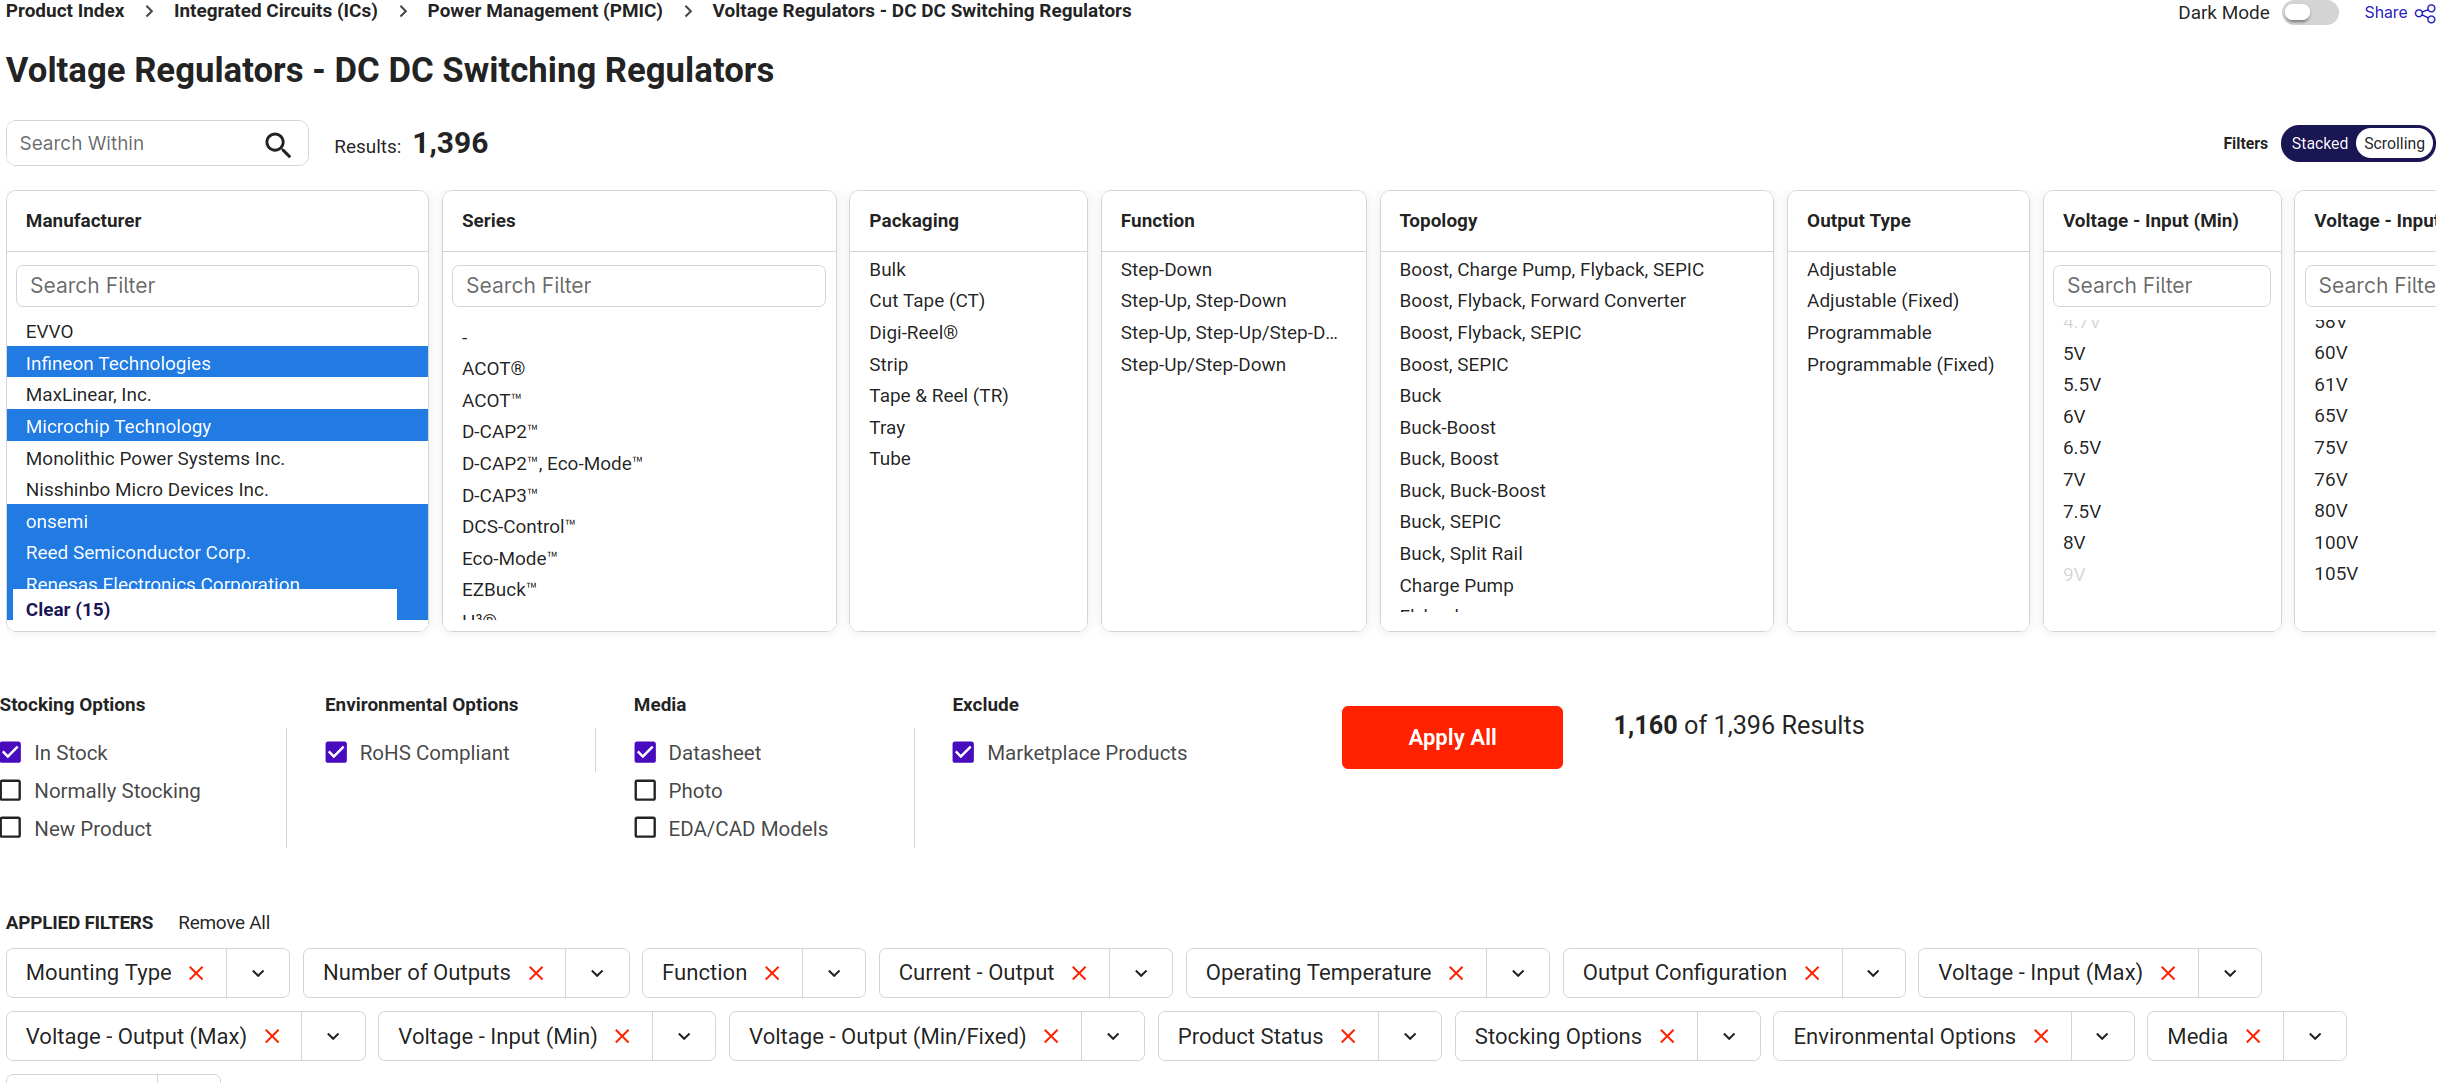 Product Index > Integrated Circuits (ICs) > Power Management (PMIC) > Voltage Regulators - DC DC Switching Regulators
Dark Mode
Share
Voltage Regulators - DC DC Switching Regulators
Search Within
Results: 1,396
Filters
Stacked
Scrolling
Manufacturer
Search Filter
EVVO
Infineon Technologies
MaxLinear, Inc.
Microchip Technology
Monolithic Power Systems Inc.
Nisshinbo Micro Devices Inc.
onsemi
Reed Semiconductor Corp.
Renesas Electronics Corporation
Clear (15)
Series
Search Filter
-
ACOT®
ACOT™
D-CAP2™
D-CAP2™, Eco-Mode™
D-CAP3™
DCS-Control™
Eco-Mode™
EZBuck™
Packaging
Bulk
Cut Tape (CT)
Digi-Reel®
Strip
Tape & Reel (TR)
Tray
Tube
Function
Step-Down
Step-Up, Step-Down
Step-Up, Step-Up/Step-D...
Step-Up/Step-Down
Topology
Boost, Charge Pump, Flyback, SEPIC
Boost, Flyback, Forward Converter
Boost, Flyback, SEPIC
Boost, SEPIC
Buck
Buck-Boost
Buck, Boost
Buck, Buck-Boost
Buck, SEPIC
Buck, Split Rail
Charge Pump
Output Type
Adjustable
Adjustable (Fixed)
Programmable
Programmable (Fixed)
Voltage - Input (Min)
Search Filter
4.7V
5V
5.5V
6V
6.5V
7V
7.5V
8V
9V
Voltage - Input
Search Filte
58V
60V
61V
65V
75V
76V
80V
100V
105V
Stocking Options
In Stock
Normally Stocking
New Product
Environmental Options
RoHS Compliant
Media
Datasheet
Photo
EDA/CAD Models
Exclude
Marketplace Products
Apply All
1,160 of 1,396 Results
APPLIED FILTERS
Remove All
Mounting Type
Number of Outputs
Function
Current - Output
Operating Temperature
Output Configuration
Voltage - Input (Max)
Voltage - Output (Max)
Voltage - Input (Min)
Voltage - Output (Min/Fixed)
Product Status
Stocking Options
Environmental Options
Media